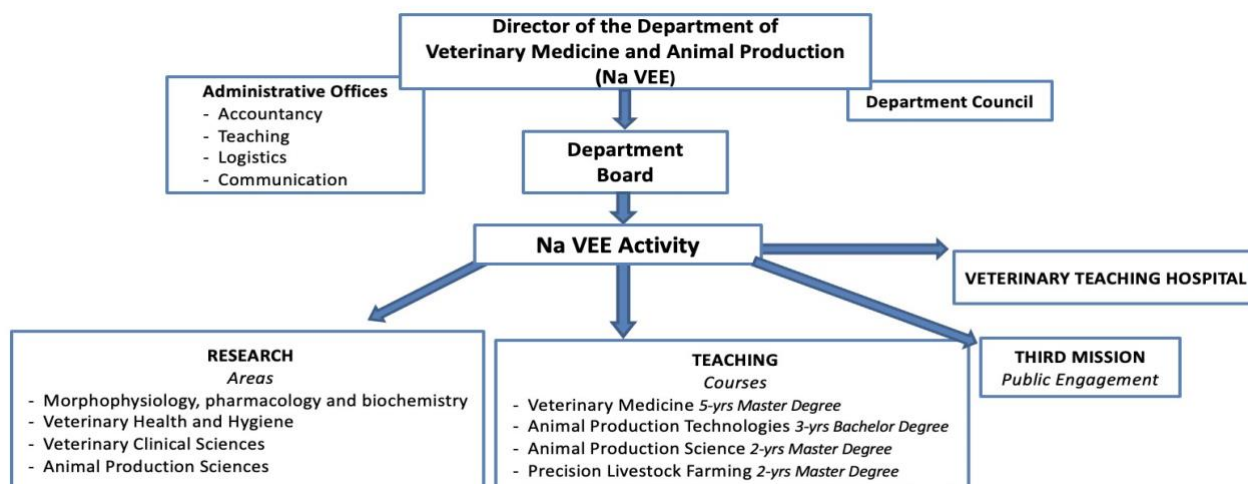 Director of the Department of
Veterinary Medicine and Animal Production
(Na VEE)
Administrative Offices
- Accountancy
- Teaching
- Logistics
- Communication
Department Council
Department
Board
Na VEE Activity
VETERINARY TEACHING HOSPITAL
RESEARCH
Areas
- Morphophysiology, pharmacology and biochemistry
- Veterinary Health and Hygiene
- Veterinary Clinical Sciences
- Animal Production Sciences
TEACHING
Courses
- Veterinary Medicine 5-yrs Master Degree
- Animal Production Technologies 3-yrs Bachelor Degree
- Animal Production Science 2-yrs Master Degree
- Precision Livestock Farming 2-yrs Master Degree
THIRD MISSION
Public Engagement